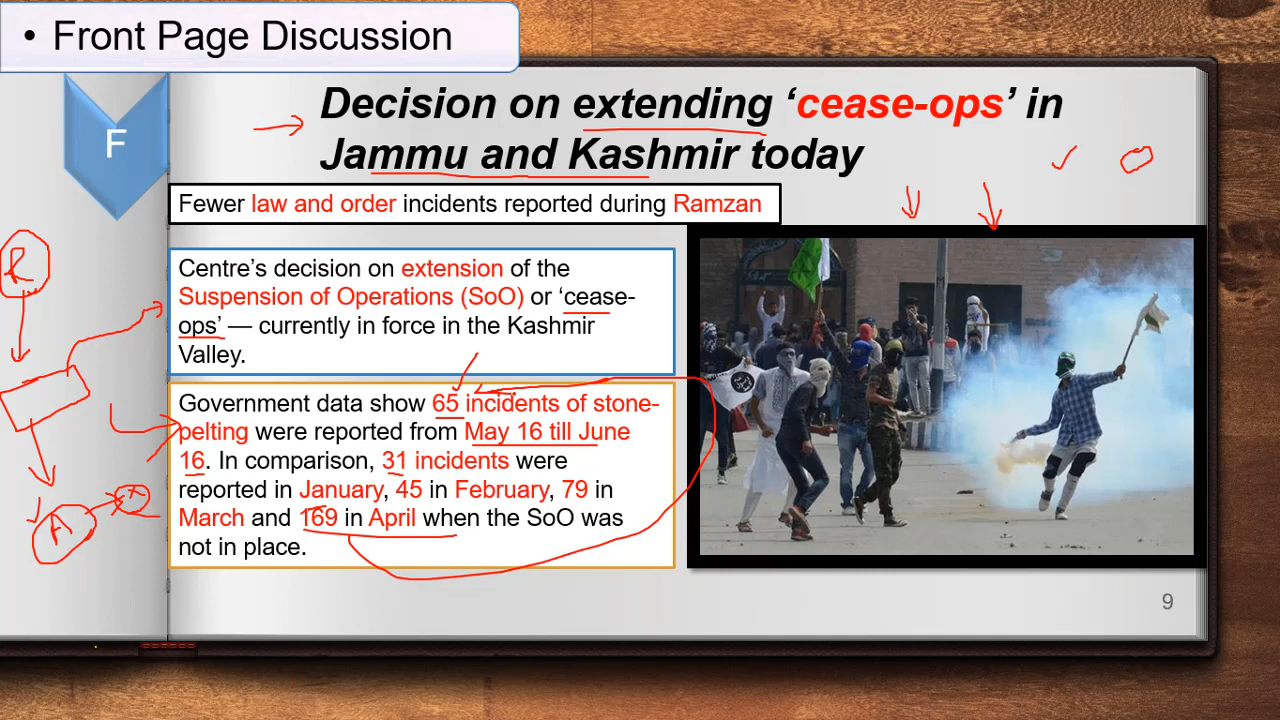 • Front Page Discussion
F
Decision on extending ‘cease-ops’ in
Jammu and Kashmir today
Fewer law and order incidents reported during Ramzan
Centre’s decision on extension of the
Suspension of Operations (SoO) or ‘cease-
ops’ — currently in force in the Kashmir
Valley.
Government data show 65 incidents of stone-
pelting were reported from May 16 till June
16. In comparison, 31 incidents were
reported in January, 45 in February, 79 in
March and 169 in April when the SoO was
not in place.
R
A
x
9